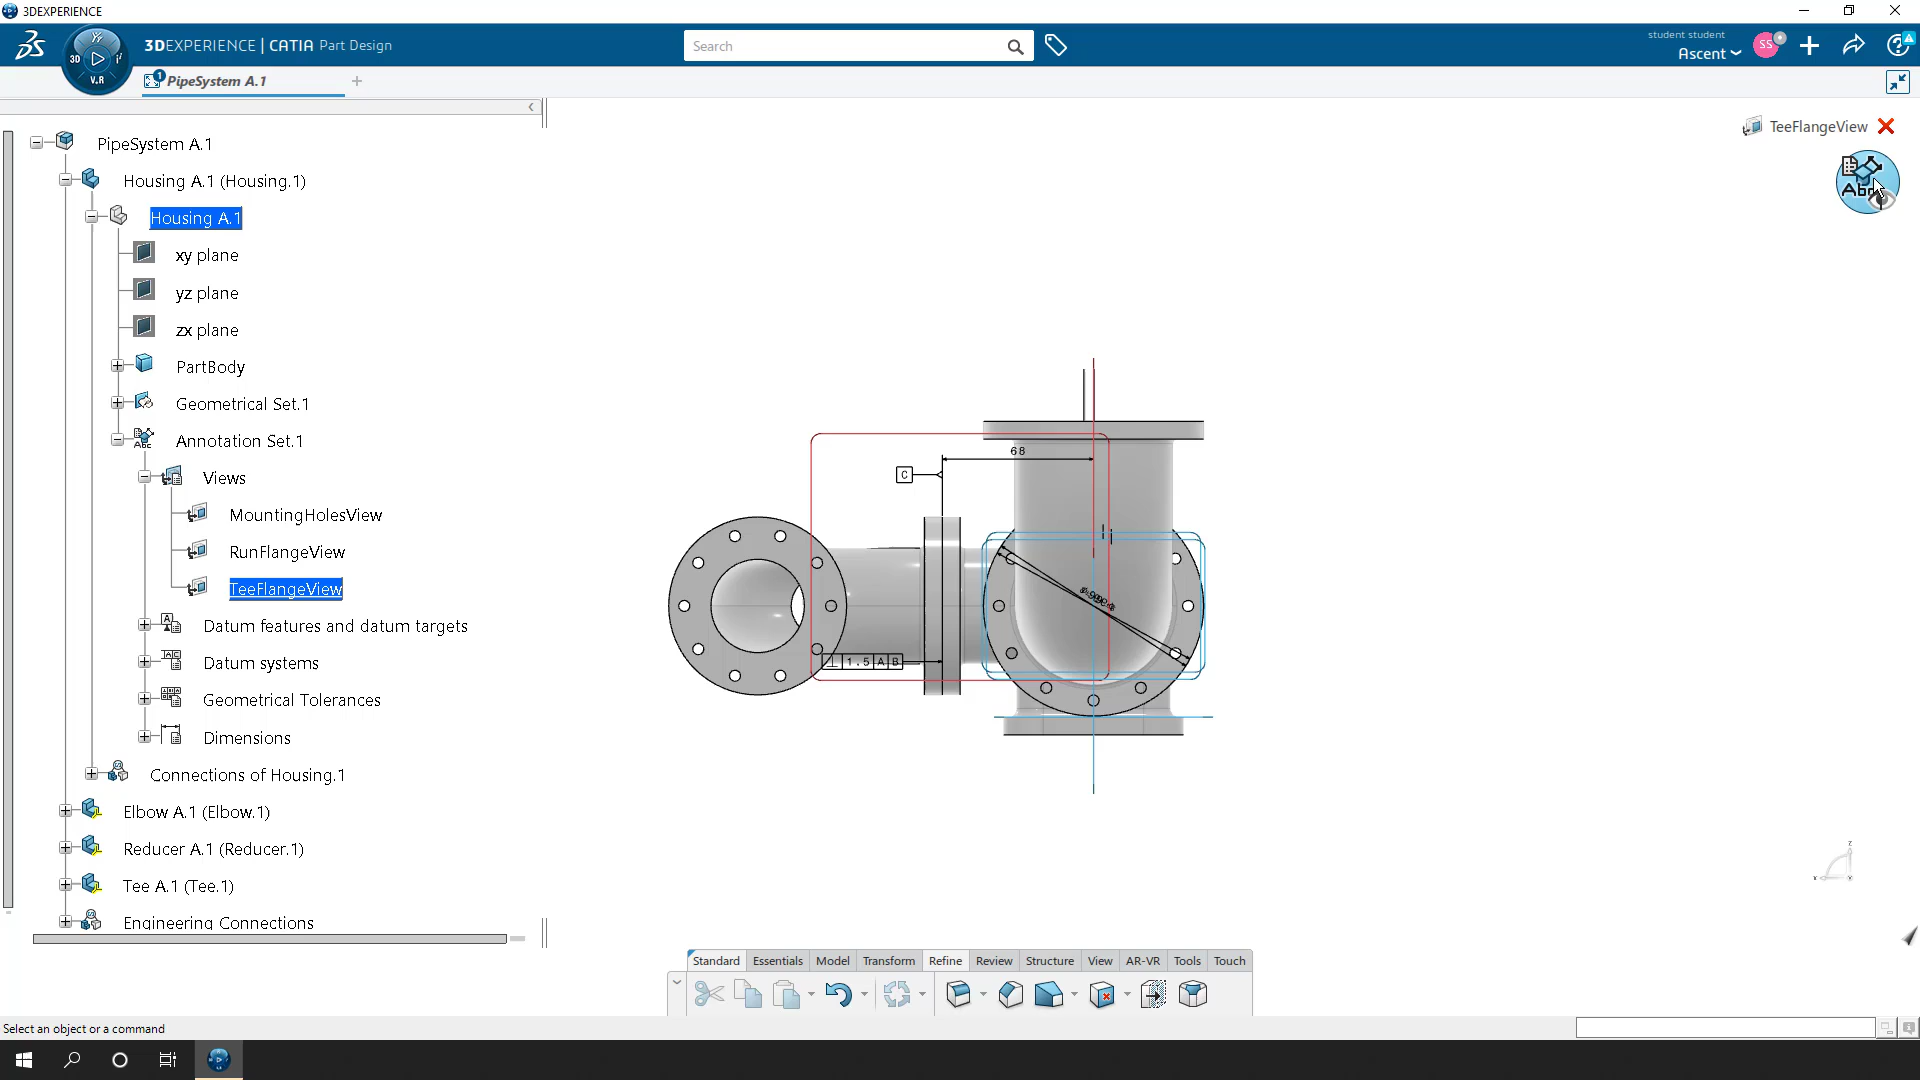 3DEXPERIENCE
3DEXPERIENCE | CATIA Part Design
Search
student student
Ascent
SS
3D
V.R
PipeSystem A.1
TeeFlangeView
PipeSystem A.1
Housing A.1 (Housing.1)
Housing A.1
xy plane
yz plane
zx plane
PartBody
Geometrical Set.1
Annotation Set.1
Views
MountingHolesView
RunFlangeView
TeeFlangeView
Datum features and datum targets
Datum systems
Geometrical Tolerances
Dimensions
Connections of Housing.1
Elbow A.1 (Elbow.1)
Reducer A.1 (Reducer.1)
Tee A.1 (Tee.1)
Engineering Connections
68
C
⊥ 1.5 A B
Standard Essentials Model Transform Refine Review Structure View AR-VR Tools Touch
Select an object or a command